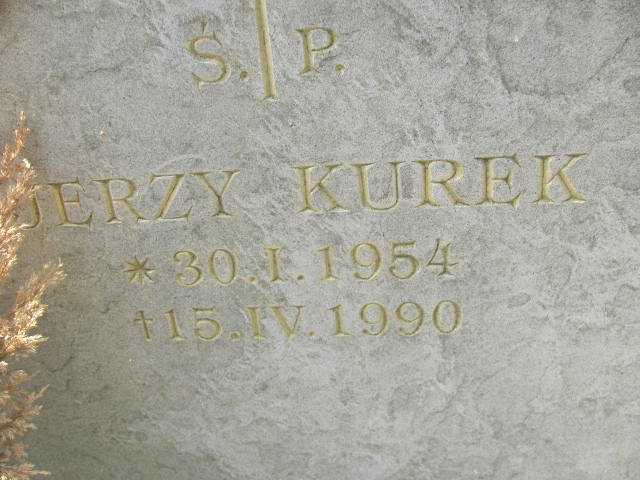 Ś. P.
JERZY KUREK
* 30.I.1954
† 15.IV.1990